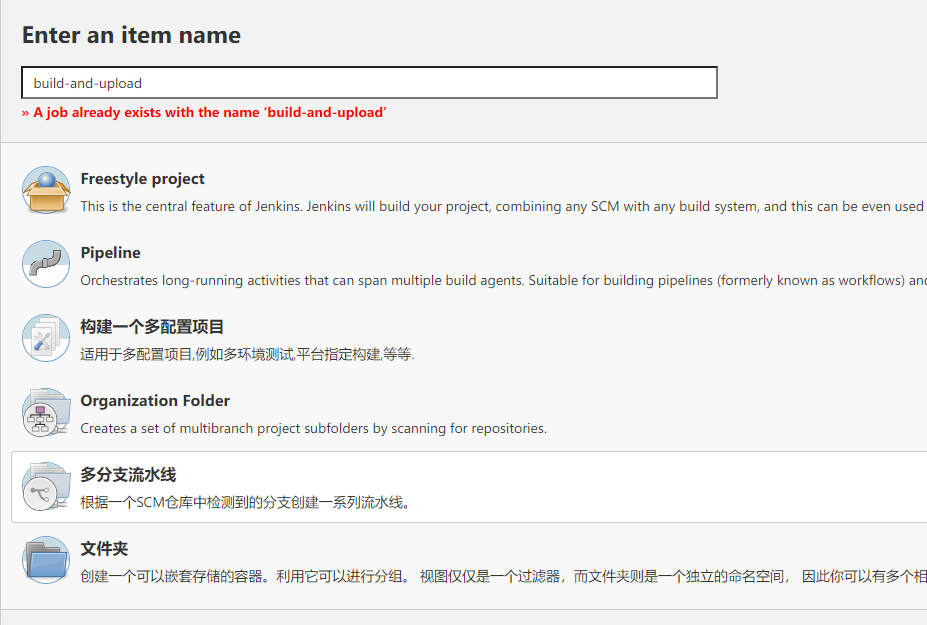 Enter an item name
build-and-upload
» A job already exists with the name ‘build-and-upload’
Freestyle project
This is the central feature of Jenkins. Jenkins will build your project, combining any SCM with any build system, and this can be even used
Pipeline
Orchestrates long-running activities that can span multiple build agents. Suitable for building pipelines (formerly known as workflows) and
构建一个多配置项目
适用于多配置项目,例如多环境测试,平台指定构建,等等.
Organization Folder
Creates a set of multibranch project subfolders by scanning for repositories.
多分支流水线
根据一个SCM仓库中检测到的分支创建一系列流水线。
文件夹
创建一个可以嵌套存储的容器。利用它可以进行分组。 视图仅仅是一个过滤器，而文件夹则是一个独立的命名空间， 因此你可以有多个相